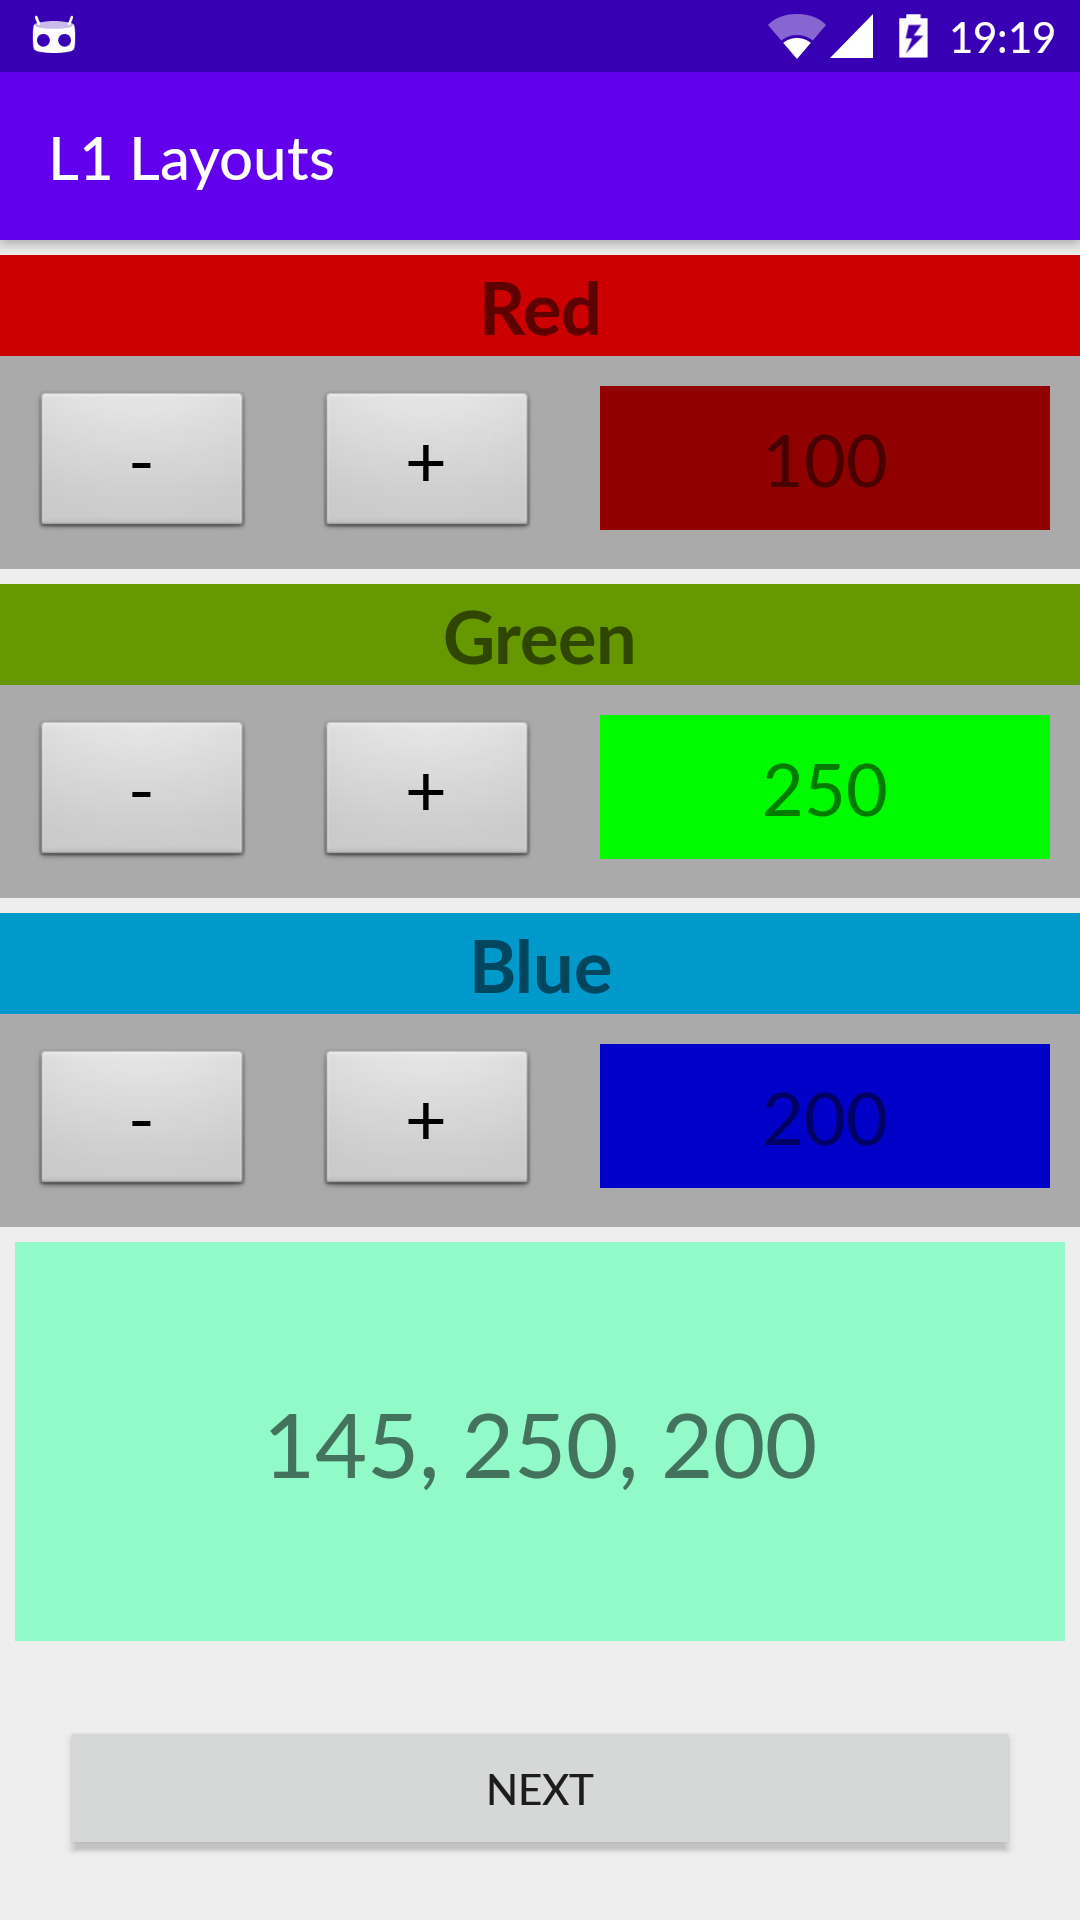 19:19
L1 Layouts
Red
- + 100
Green
- + 250
Blue
- + 200
145, 250, 200
NEXT